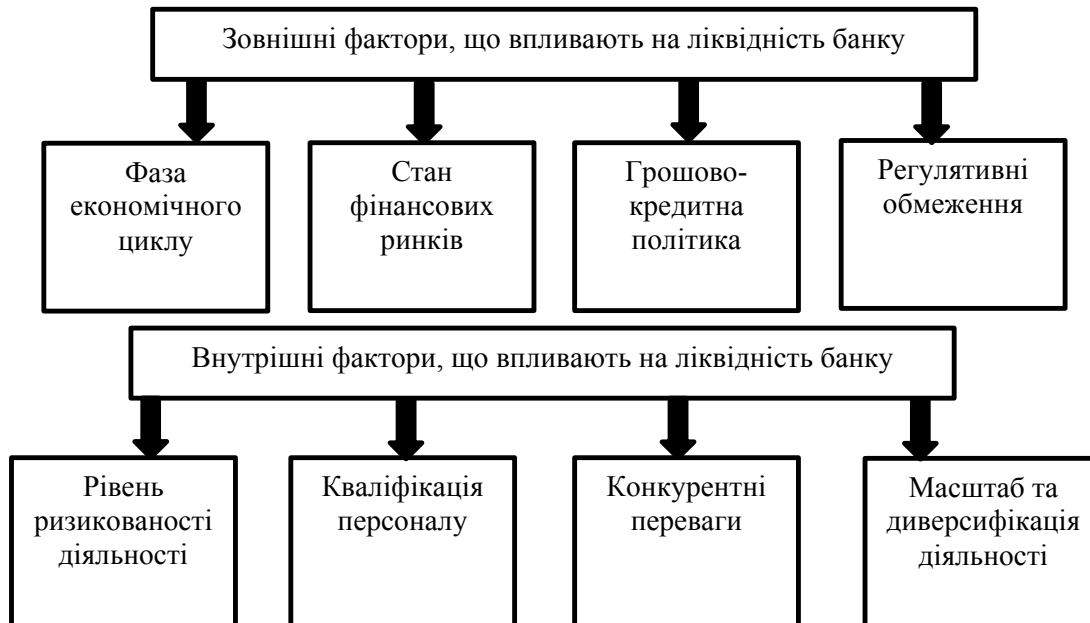 Зовнішні фактори, що впливають на ліквідність банку
Фаза
економічного
циклу
Стан
фінансових
ринків
Грошово-
кредитна
політика
Регулятивні
обмеження
Внутрішні фактори, що впливають на ліквідність банку
Рівень
ризикованості
діяльності
Кваліфікація
персоналу
Конкурентні
переваги
Масштаб та
диверсифікація
діяльності